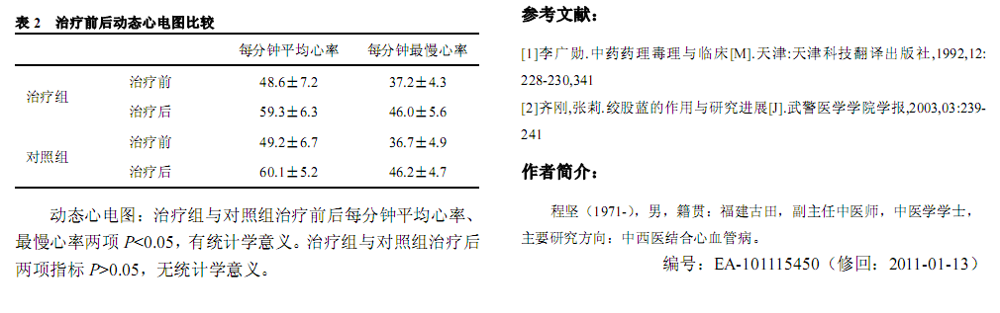 表 2 治疗前后动态心电图比较
每分钟平均心率 每分钟最慢心率
治疗组 治疗前 48.6±7.2 37.2±4.3
治疗后 59.3±6.3 46.0±5.6
对照组 治疗前 49.2±6.7 36.7±4.9
治疗后 60.1±5.2 46.2±4.7
动态心电图：治疗组与对照组治疗前后每分钟平均心率、
最慢心率两项 P<0.05，有统计学意义。治疗组与对照组治疗后
两项指标 P>0.05，无统计学意义。
参考文献：
[1]李广勋.中药药理毒理与临床[M].天津:天津科技翻译出版社,1992,12:
228-230,341
[2]齐刚,张莉.绞股蓝的作用与研究进展[J].武警医学学院学报,2003,03:239-
241
作者简介：
程坚（1971-），男，籍贯：福建古田，副主任中医师，中医学学士，
主要研究方向：中西医结合心血管病。
编号：EA-101115450（修回：2011-01-13）